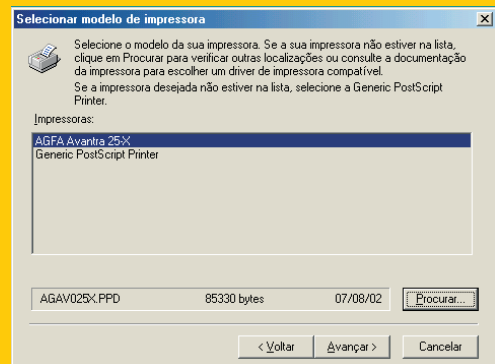 Selecionar modelo de impressora
Selecione o modelo da sua impressora. Se a sua impressora não estiver na lista,
clique em Procurar para verificar outras localizações ou consulte a documentação
da impressora para escolher um driver de impressora compatível.
Se a impressora desejada não estiver na lista, selecione a Generic PostScript
Printer.
Impressoras:
AGFA Avantra 25-X
Generic PostScript Printer
AGAV025X.PPD 85330 bytes 07/08/02 Procurar...
< Voltar Avançar > Cancelar